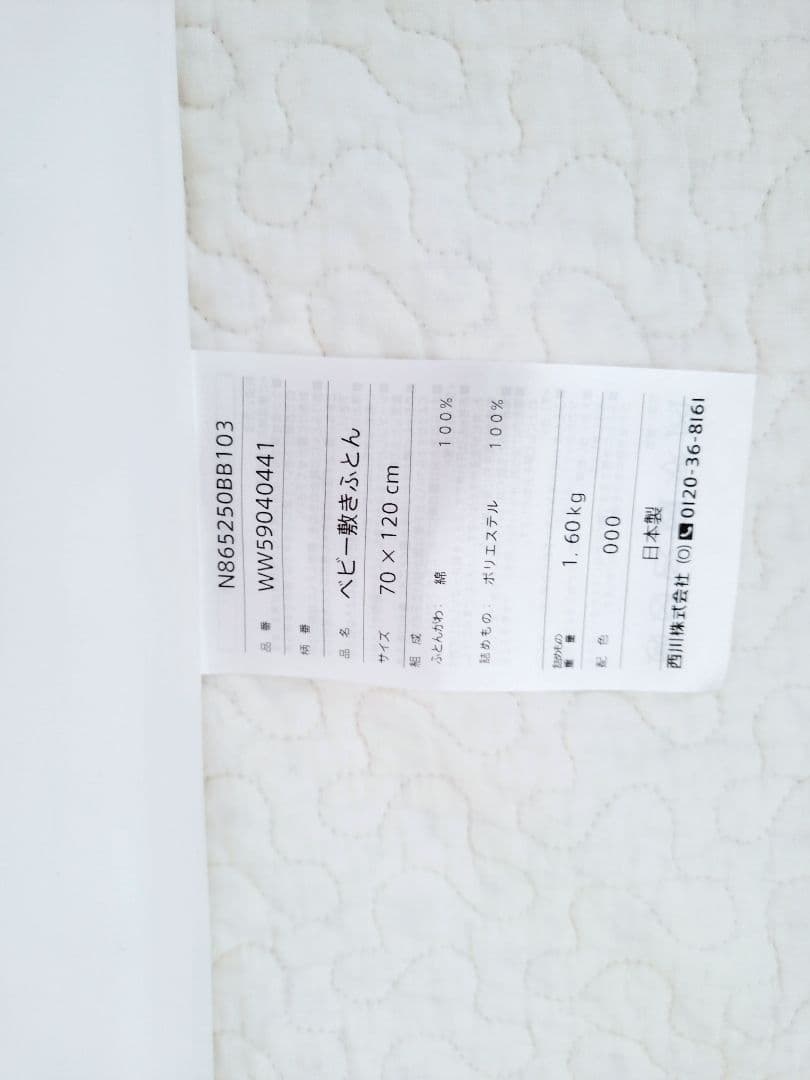 N865250BB103
品番 WW59040441
柄番
品名 ベビー敷きふとん
サイズ 70×120cm
組成
ふとんがわ: 綿 100%
詰めもの: ポリエステル 100%
詰めもの重量 1.60kg
配色 000
日本製
西川株式会社 (O) 0120-36-8161